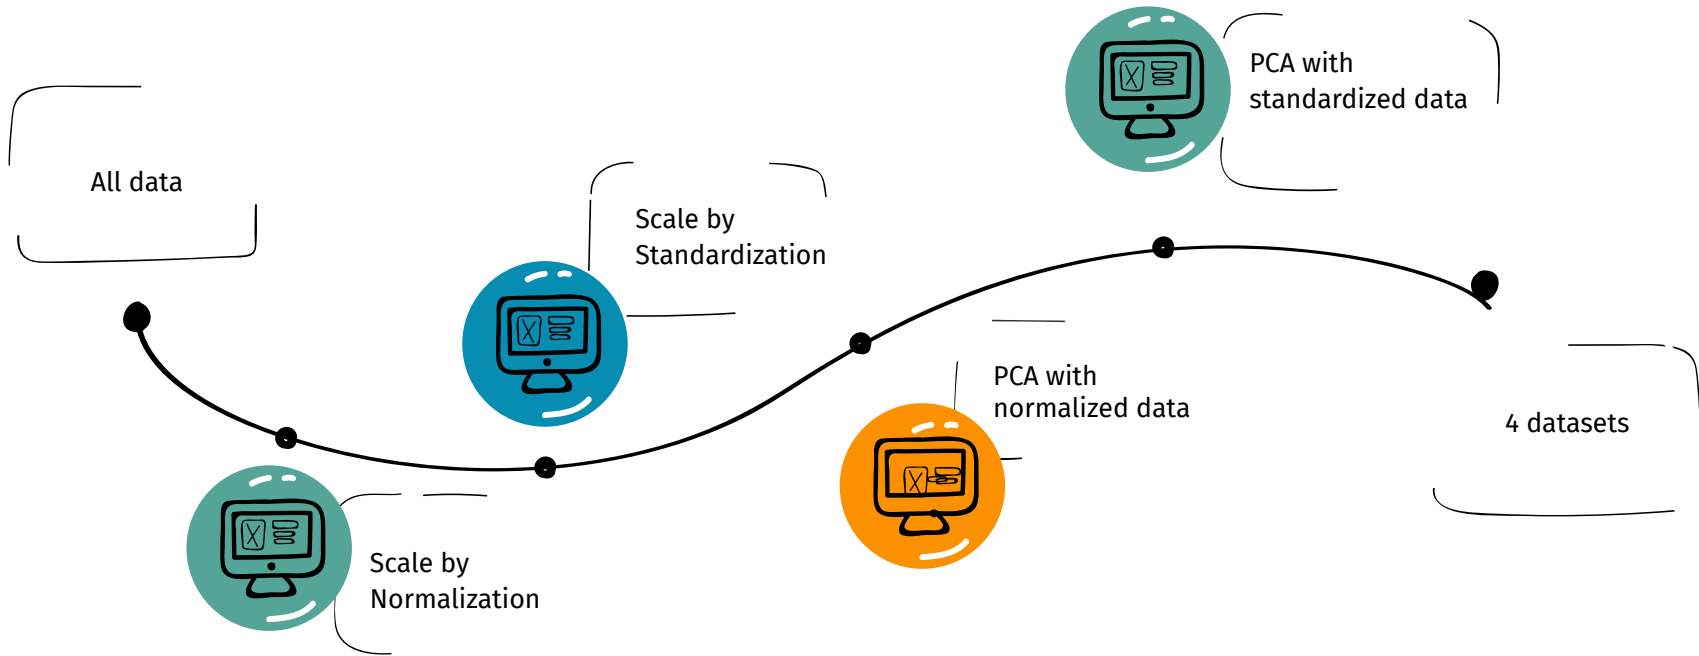 All data
Scale by
Normalization
Scale by
Standardization
PCA with
normalized data
PCA with
standardized data
4 datasets